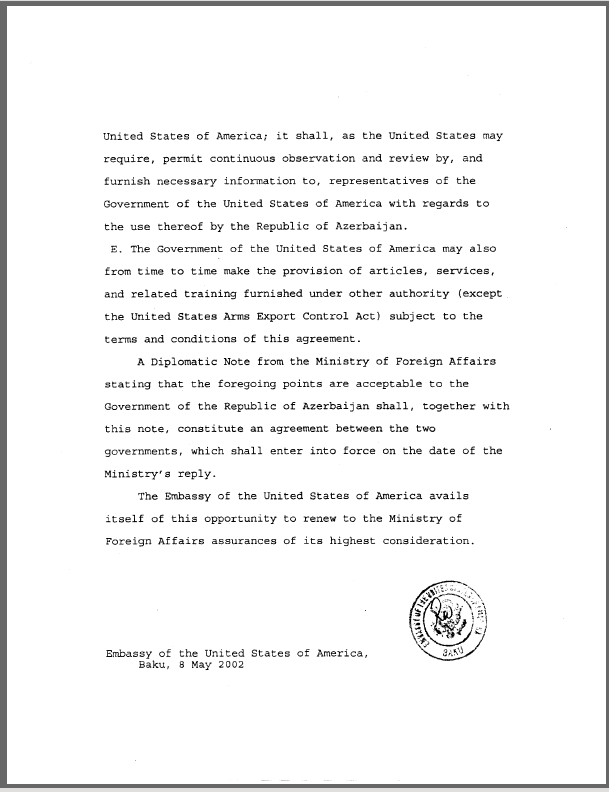 United States of America; it shall, as the United States may
require, permit continuous observation and review by, and
furnish necessary information to, representatives of the
Government of the United States of America with regards to
the use thereof by the Republic of Azerbaijan.
E. The Government of the United States of America may also
from time to time make the provision of articles, services,
and related training furnished under other authority (except
the United States Arms Export Control Act) subject to the
terms and conditions of this agreement.
A Diplomatic Note from the Ministry of Foreign Affairs
stating that the foregoing points are acceptable to the
Government of the Republic of Azerbaijan shall, together with
this note, constitute an agreement between the two
governments, which shall enter into force on the date of the
Ministry's reply.
The Embassy of the United States of America avails
itself of this opportunity to renew to the Ministry of
Foreign Affairs assurances of its highest consideration.
EMBASSY OF THE UNITED
BAKU
Embassy of the United States of America,
Baku, 8 May 2002